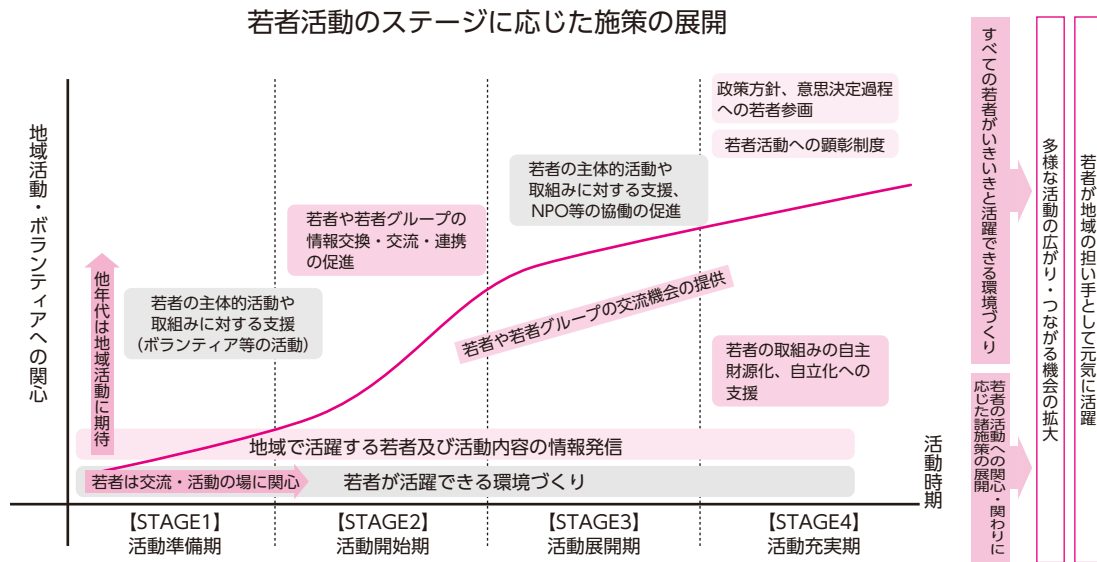 若者活動のステージに応じた施策の展開
地域活動・ボランティアへの関心
他年代は地域活動に期待
若者の主体的活動や
取組みに対する支援
（ボランティア等の活動）
若者や若者グループの
情報交換・交流・連携
の促進
若者の主体的活動や
取組みに対する支援、
NPO等の協働の促進
政策方針、意思決定過程
への若者参画
若者活動への顕彰制度
若者や若者グループの交流機会の提供
若者の取組みの自主
財源化、自立化への
支援
地域で活躍する若者及び活動内容の情報発信
若者は交流・活動の場に関心
若者が活躍できる環境づくり
活動時期
【STAGE1】
活動準備期
【STAGE2】
活動開始期
【STAGE3】
活動展開期
【STAGE4】
活動充実期
すべての若者がいきいきと活躍できる環境づくり
若者の活動への関心・関わりに
応じた諸施策の展開
多様な活動の広がり・つながる機会の拡大
若者が地域の担い手として元気に活躍